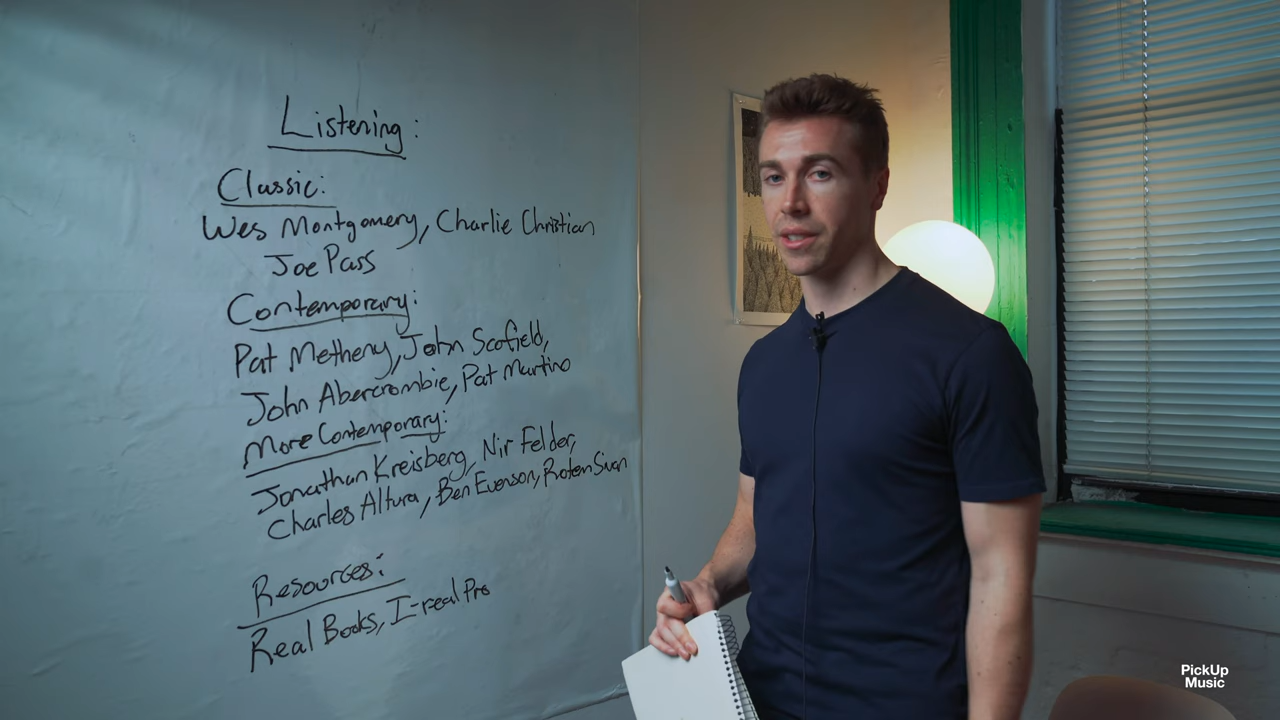 Listening:
Classic:
Wes Montgomery, Charlie Christian
Joe Pass
Contemporary:
Pat Metheny, John Scofield,
John Abercrombie, Pat Martino
More Contemporary:
Jonathan Kreisberg, Nir Felder,
Charles Altura, Ben Eunson, Rotem Sivan
Resources:
Real Books, I-real Pro
PickUp
Music